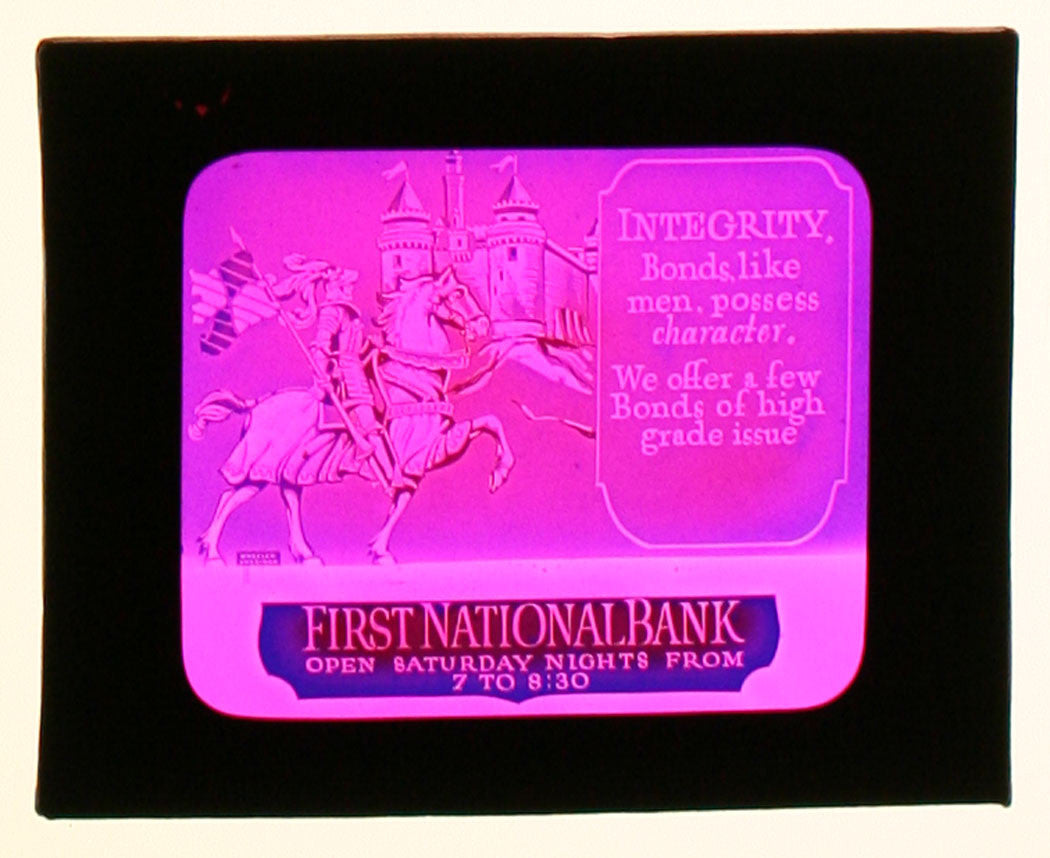 INTEGRITY.
Bonds, like
men, possess
character.
We offer a few
Bonds of high
grade issue
FIRST NATIONAL BANK
OPEN SATURDAY NIGHTS FROM
7 TO 8:30